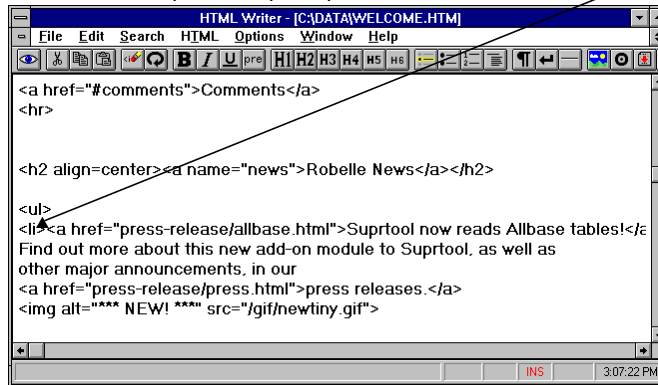 HTML Writer - [C:\DATA\WELCOME.HTM]
File Edit Search HTML Options Window Help
B I U pre H1 H2 H3 H4 H5 H6
<a href="#comments">Comments</a>
<hr>
<h2 align=center><a name="news">Robelle News</a></h2>
<ul>
<li><a href="press-release/allbase.html">Suprtool now reads Allbase tables!</a
Find out more about this new add-on module to Suprtool, as well as
other major announcements, in our
<a href="press-release/press.html">press releases.</a>
<img alt="*** NEW! ***" src="/gif/newtiny.gif">
INS 3:07:22 PM